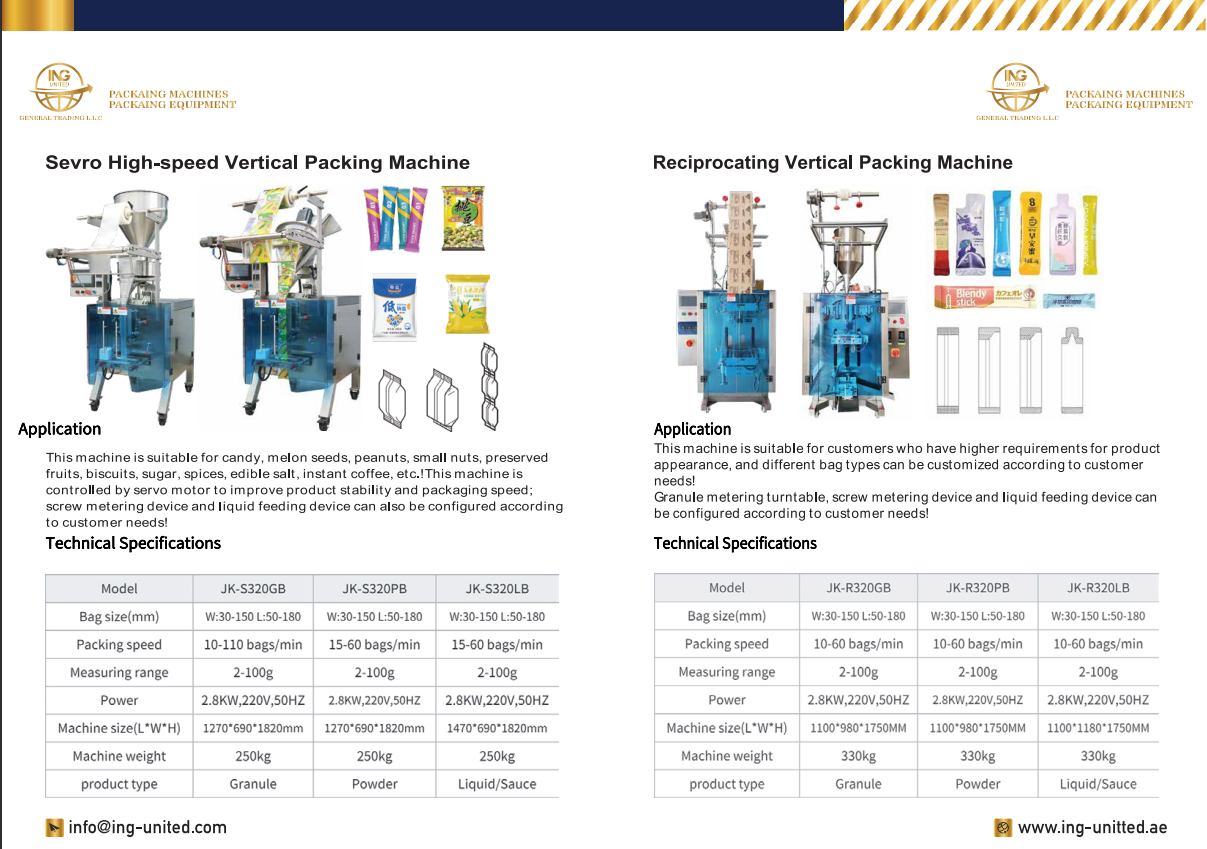 ING
UNITED
GENERAL TRADING L.L.C
PACKAING MACHINES
PACKAING EQUIPMENT
ING
UNITED
GENERAL TRADING L.L.C
PACKAING MACHINES
PACKAING EQUIPMENT
Sevro High-speed Vertical Packing Machine
低
Application
This machine is suitable for candy, melon seeds, peanuts, small nuts, preserved
fruits, biscuits, sugar, spices, edible salt, instant coffee, etc.!This machine is
controlled by servo motor to improve product stability and packaging speed;
screw metering device and liquid feeding device can also be configured according
to customer needs!
Technical Specifications
Model JK-S320GB JK-S320PB JK-S320LB
Bag size(mm) W:30-150 L:50-180 W:30-150 L:50-180 W:30-150 L:50-180
Packing speed 10-110 bags/min 15-60 bags/min 15-60 bags/min
Measuring range 2-100g 2-100g 2-100g
Power 2.8KW,220V,50HZ 2.8KW,220V,50HZ 2.8KW,220V,50HZ
Machine size(L*W*H) 1270*690*1820mm 1270*690*1820mm 1470*690*1820mm
Machine weight 250kg 250kg 250kg
product type Granule Powder Liquid/Sauce
info@ing-united.com
Reciprocating Vertical Packing Machine
Blendy
stick
カフェオレ
Application
This machine is suitable for customers who have higher requirements for product
appearance, and different bag types can be customized according to customer
needs!
Granule metering turntable, screw metering device and liquid feeding device can
be configured according to customer needs!
Technical Specifications
Model JK-R320GB JK-R320PB JK-R320LB
Bag size(mm) W:30-150 L:50-180 W:30-150 L:50-180 W:30-150 L:50-180
Packing speed 10-60 bags/min 10-60 bags/min 10-60 bags/min
Measuring range 2-100g 2-100g 2-100g
Power 2.8KW,220V,50HZ 2.8KW,220V,50HZ 2.8KW,220V,50HZ
Machine size(L*W*H) 1100*980*1750MM 1100*980*1750MM 1100*1180*1750MM
Machine weight 330kg 330kg 330kg
product type Granule Powder Liquid/Sauce
www.ing-unitted.ae